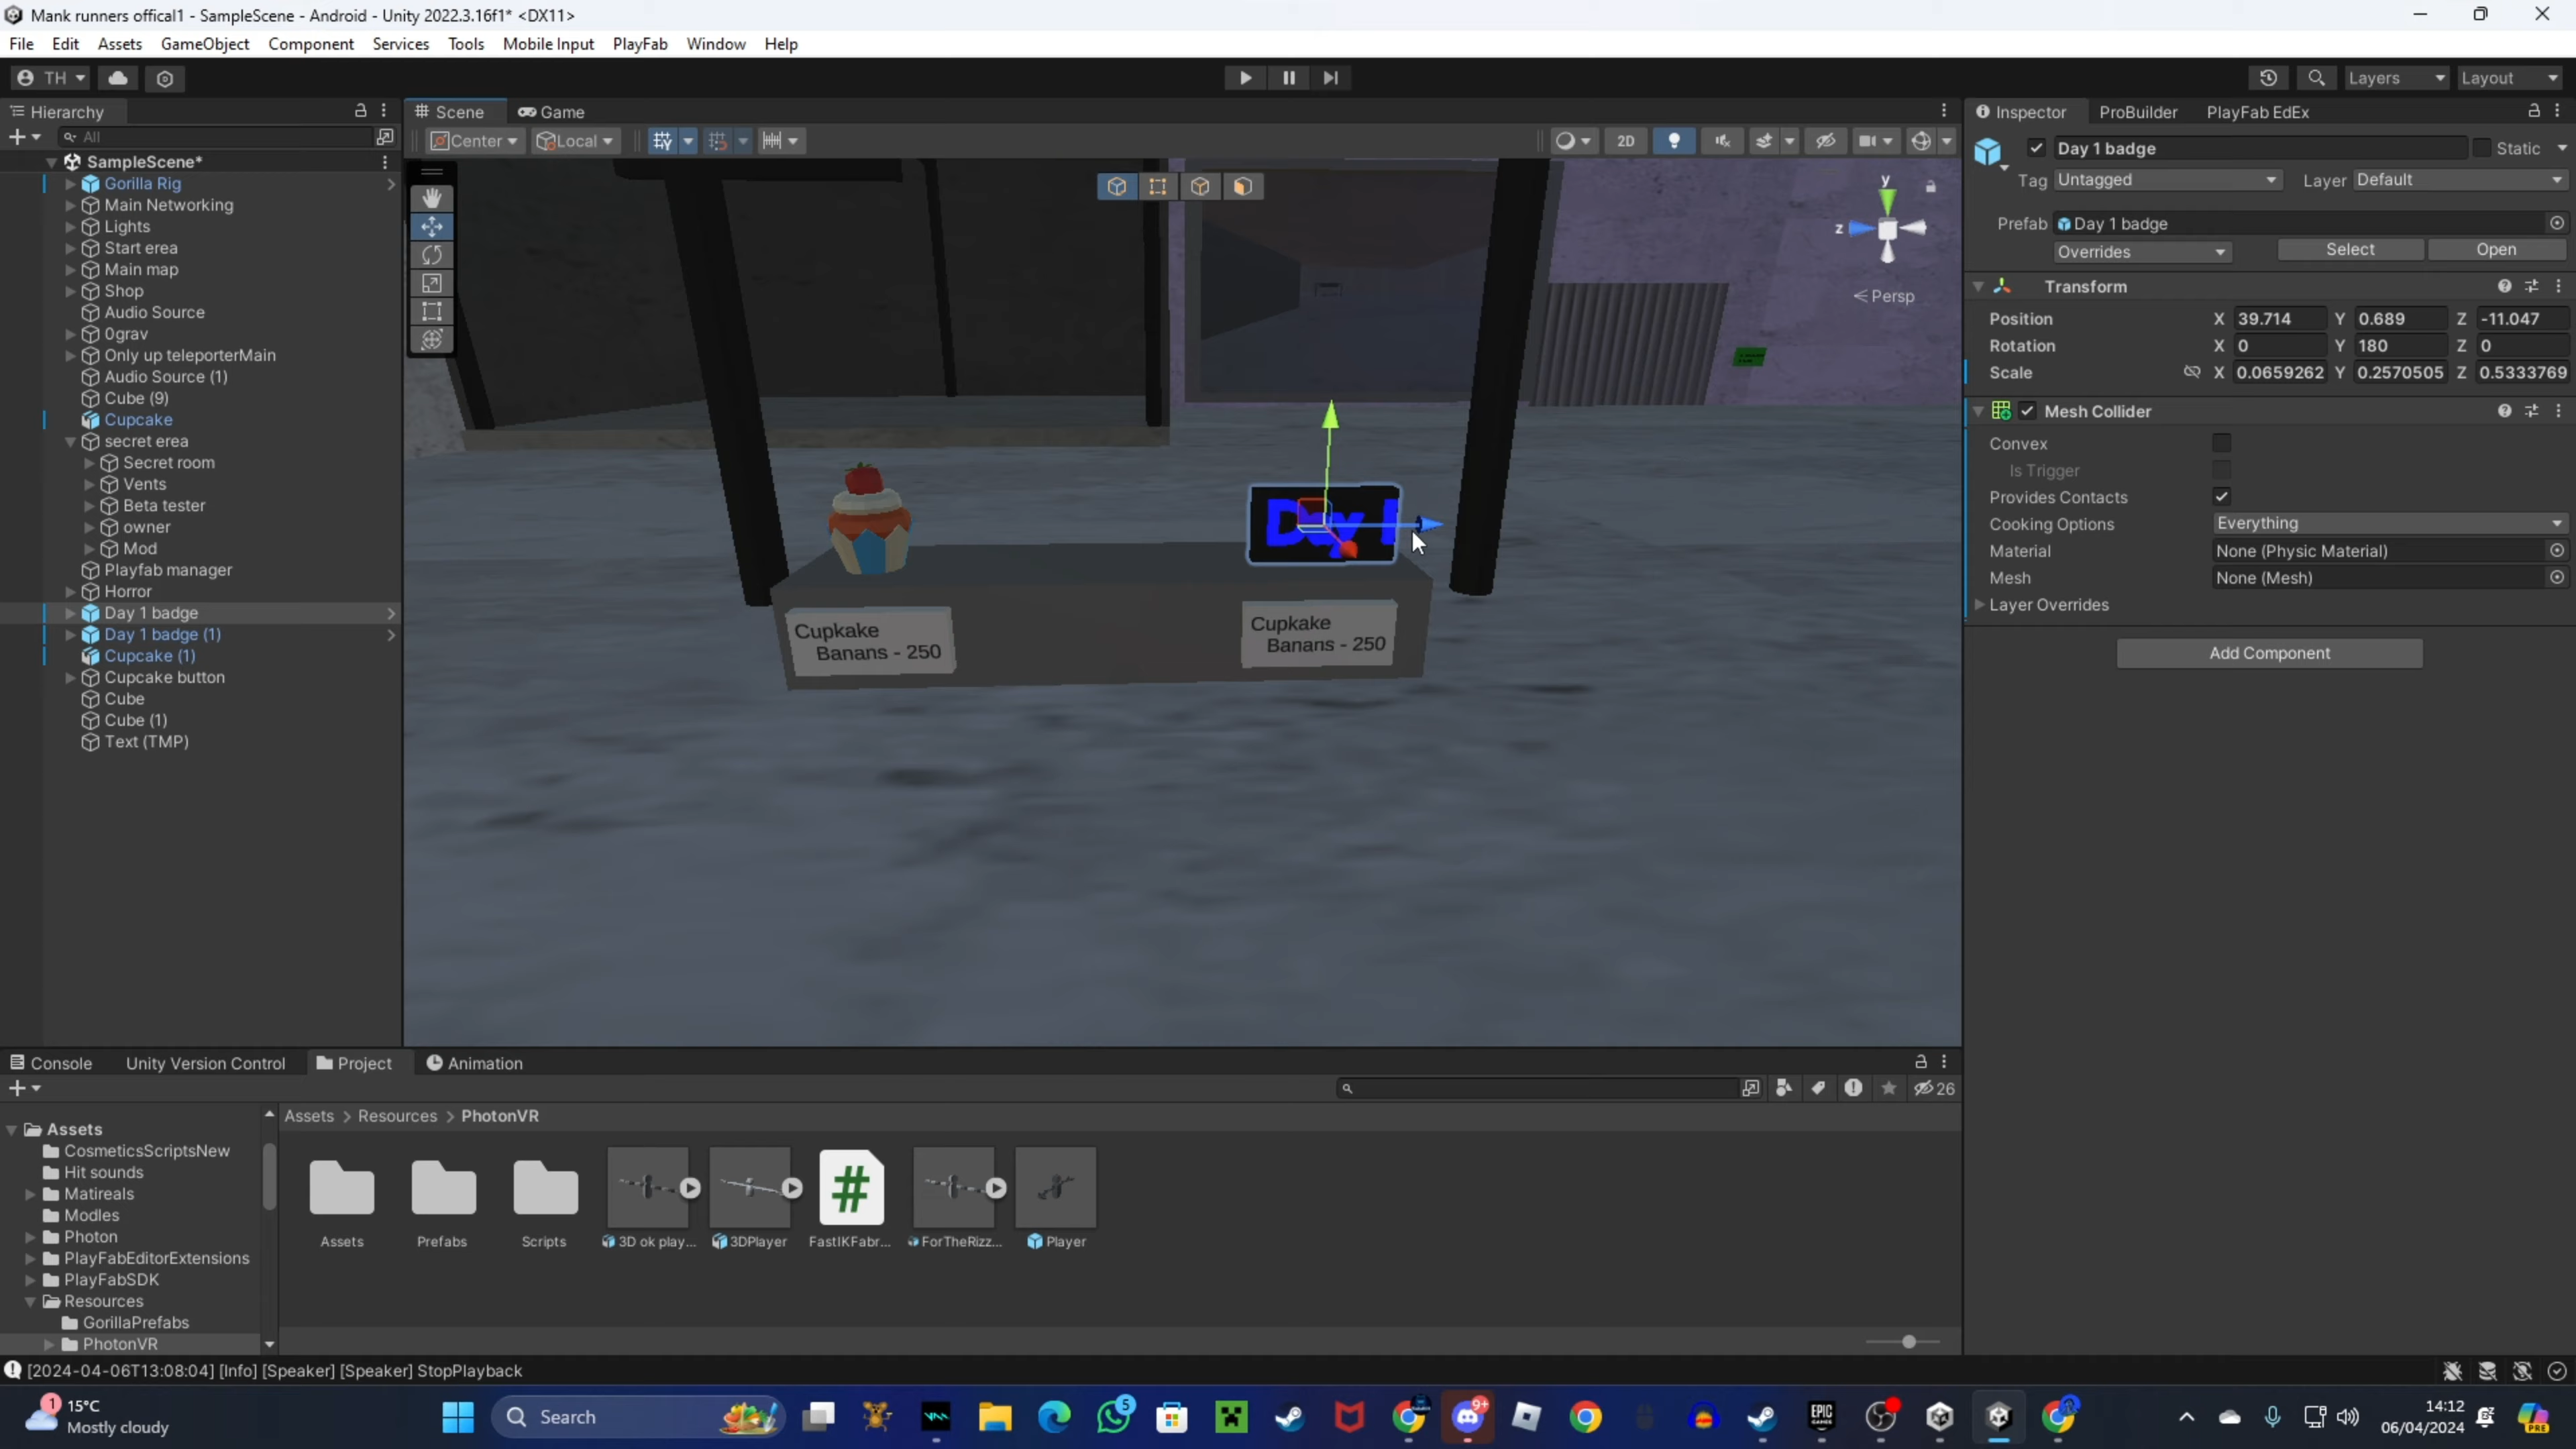 Mank runners offical1 - SampleScene - Android - Unity 2022.3.16f1* <DX11>
File Edit Assets GameObject Component Services Tools Mobile Input PlayFab Window Help
TH
Layers
Layout
Hierarchy
All
SampleScene*
Gorilla Rig
Main Networking
Lights
Start erea
Main map
Shop
Audio Source
0grav
Only up teleporterMain
Audio Source (1)
Cube (9)
Cupcake
secret erea
Secret room
Vents
Beta tester
owner
Mod
Playfab manager
Horror
Day 1 badge
Day 1 badge (1)
Cupcake (1)
Cupcake button
Cube
Cube (1)
Text (TMP)
Scene
Game
Center
Local
2D
y
z
Persp
Day 1
Cupkake
Banans - 250
Cupkake
Banans - 250
Inspector
ProBuilder
PlayFab EdEx
Day 1 badge
Static
Tag Untagged
Layer Default
Prefab Day 1 badge
Overrides
Select
Open
Transform
Position X 39.714 Y 0.689 Z -11.047
Rotation X 0 Y 180 Z 0
Scale X 0.0659262 Y 0.2570505 Z 0.5333769
Mesh Collider
Convex
Is Trigger
Provides Contacts
Cooking Options Everything
Material None (Physic Material)
Mesh None (Mesh)
Layer Overrides
Add Component
Console
Unity Version Control
Project
Animation
26
Assets
CosmeticsScriptsNew
Hit sounds
Matireals
Modles
Photon
PlayFabEditorExtensions
PlayFabSDK
Resources
GorillaPrefabs
PhotonVR
Assets > Resources > PhotonVR
Assets
Prefabs
Scripts
3D ok play...
3DPlayer
FastIKFabr...
ForTheRizz...
Player
[2024-04-06T13:08:04] [Info] [Speaker] [Speaker] StopPlayback
1
15°C
Mostly cloudy
Search
5
9+
EPIC
GAMES
14:12
06/04/2024
PRE